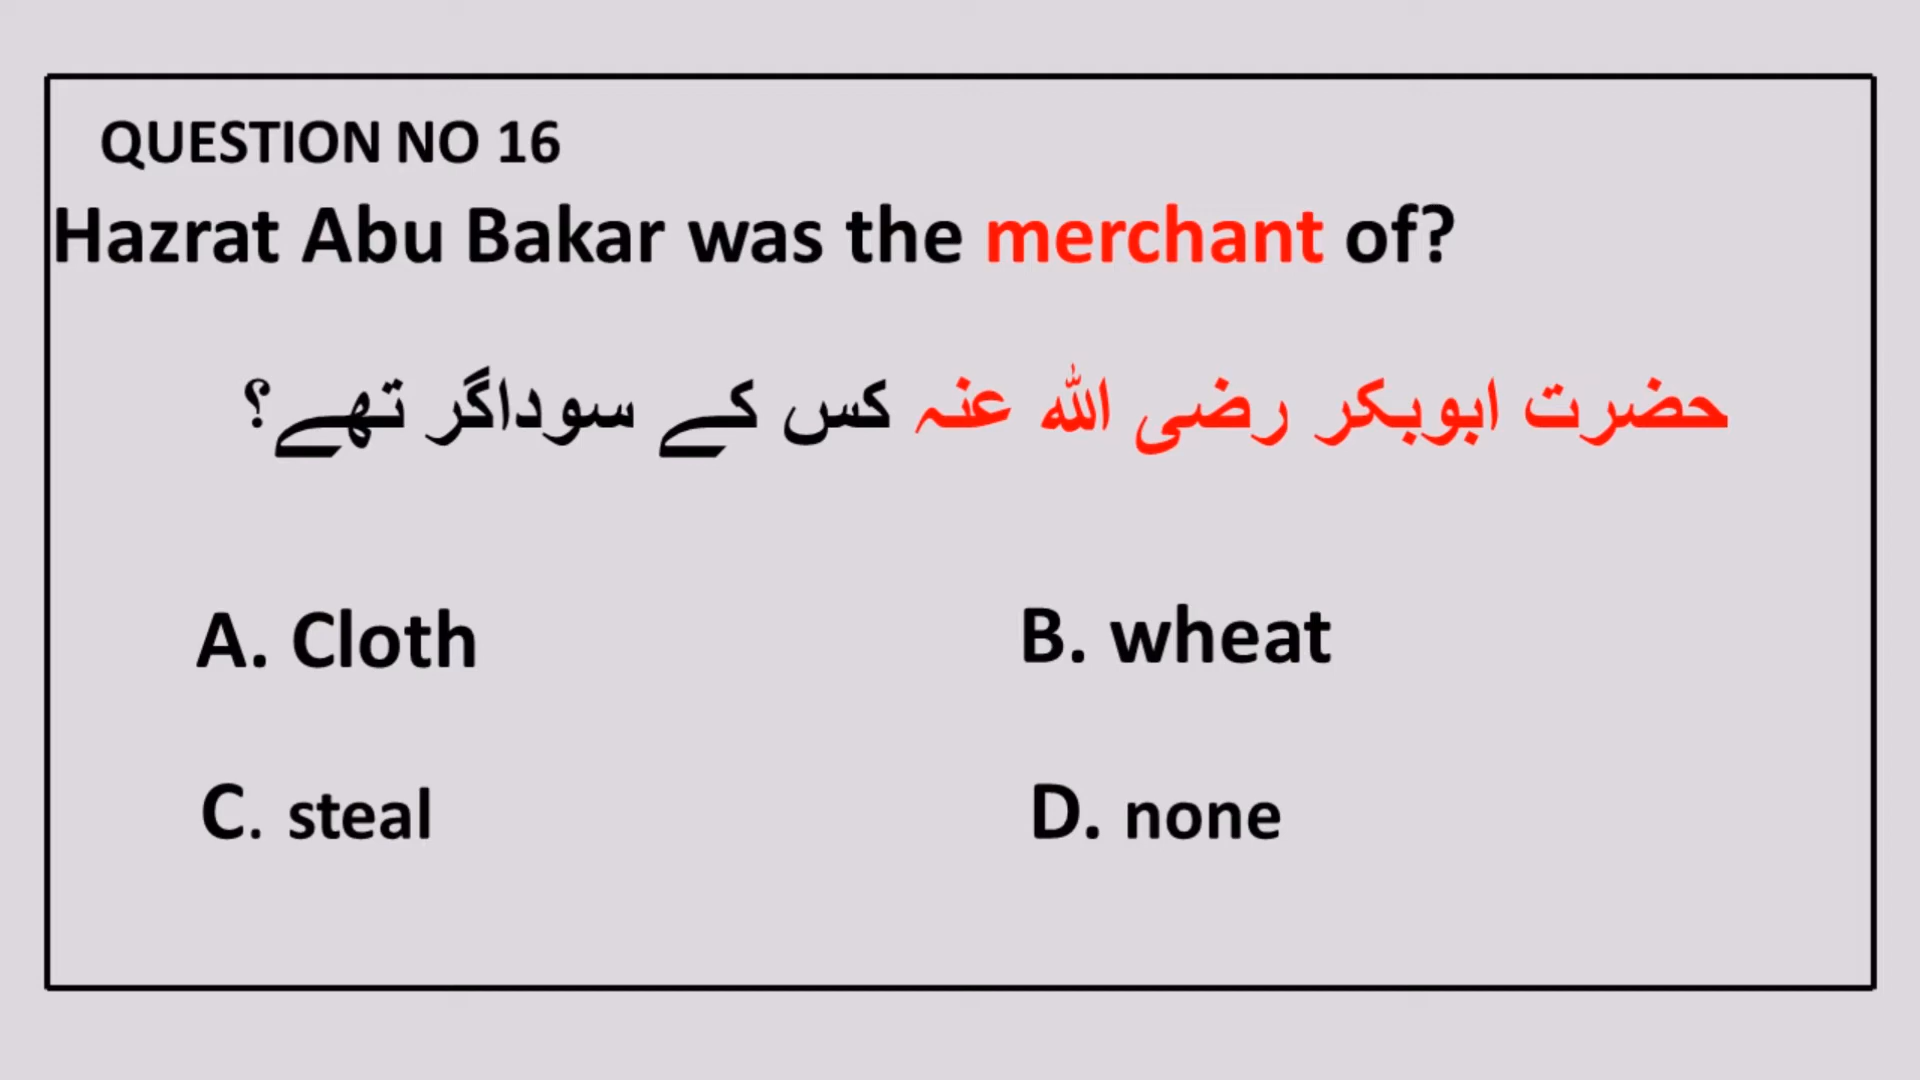 QUESTION NO 16
Hazrat Abu Bakar was the merchant of?
حضرت ابوبکر رضی اللہ عنہ کس کے سوداگر تھے؟
A. Cloth
B. wheat
C. steal
D. none